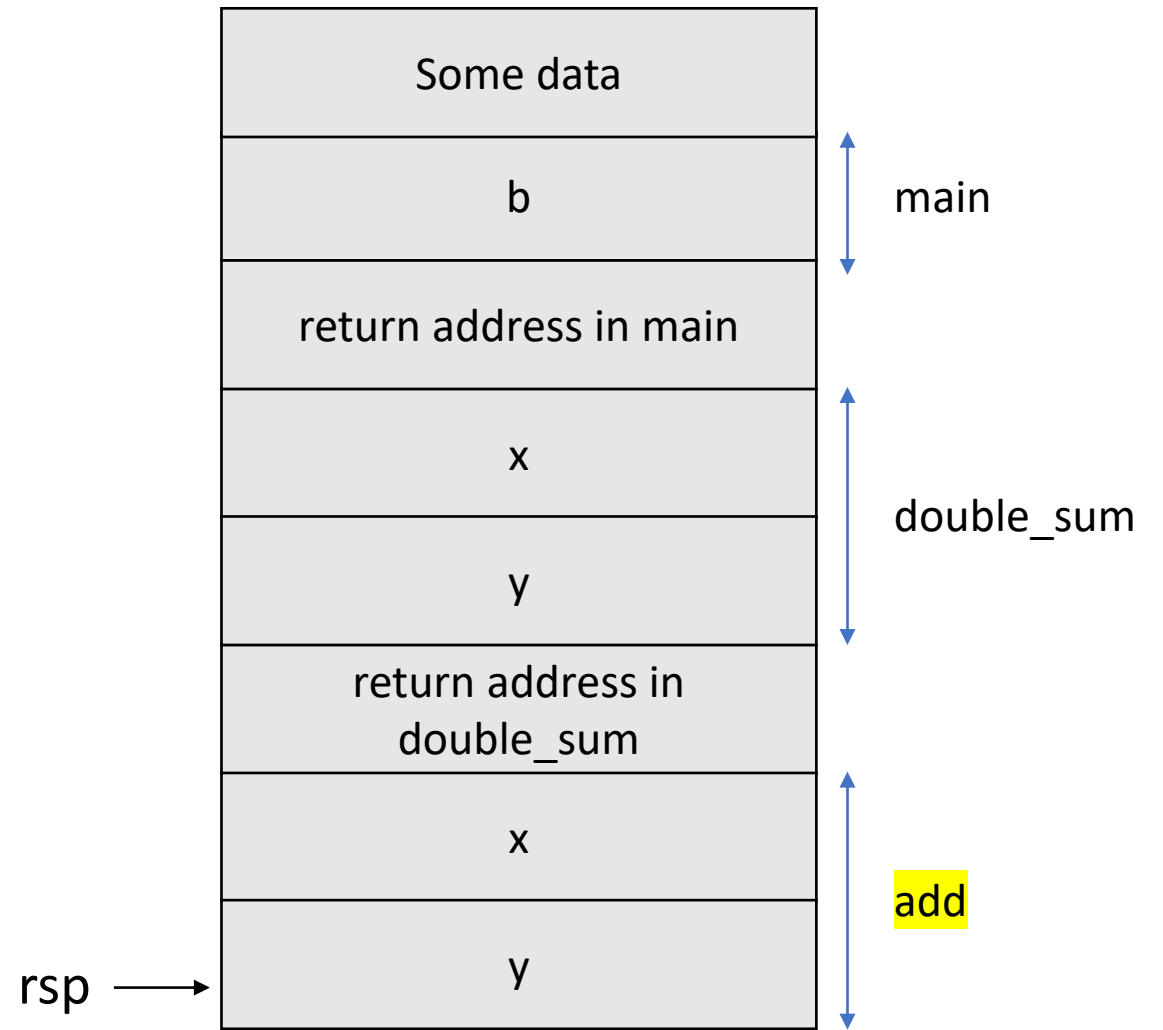 Some data
b
main
return address in main
x
double_sum
y
return address in
double_sum
x
add
y
rsp